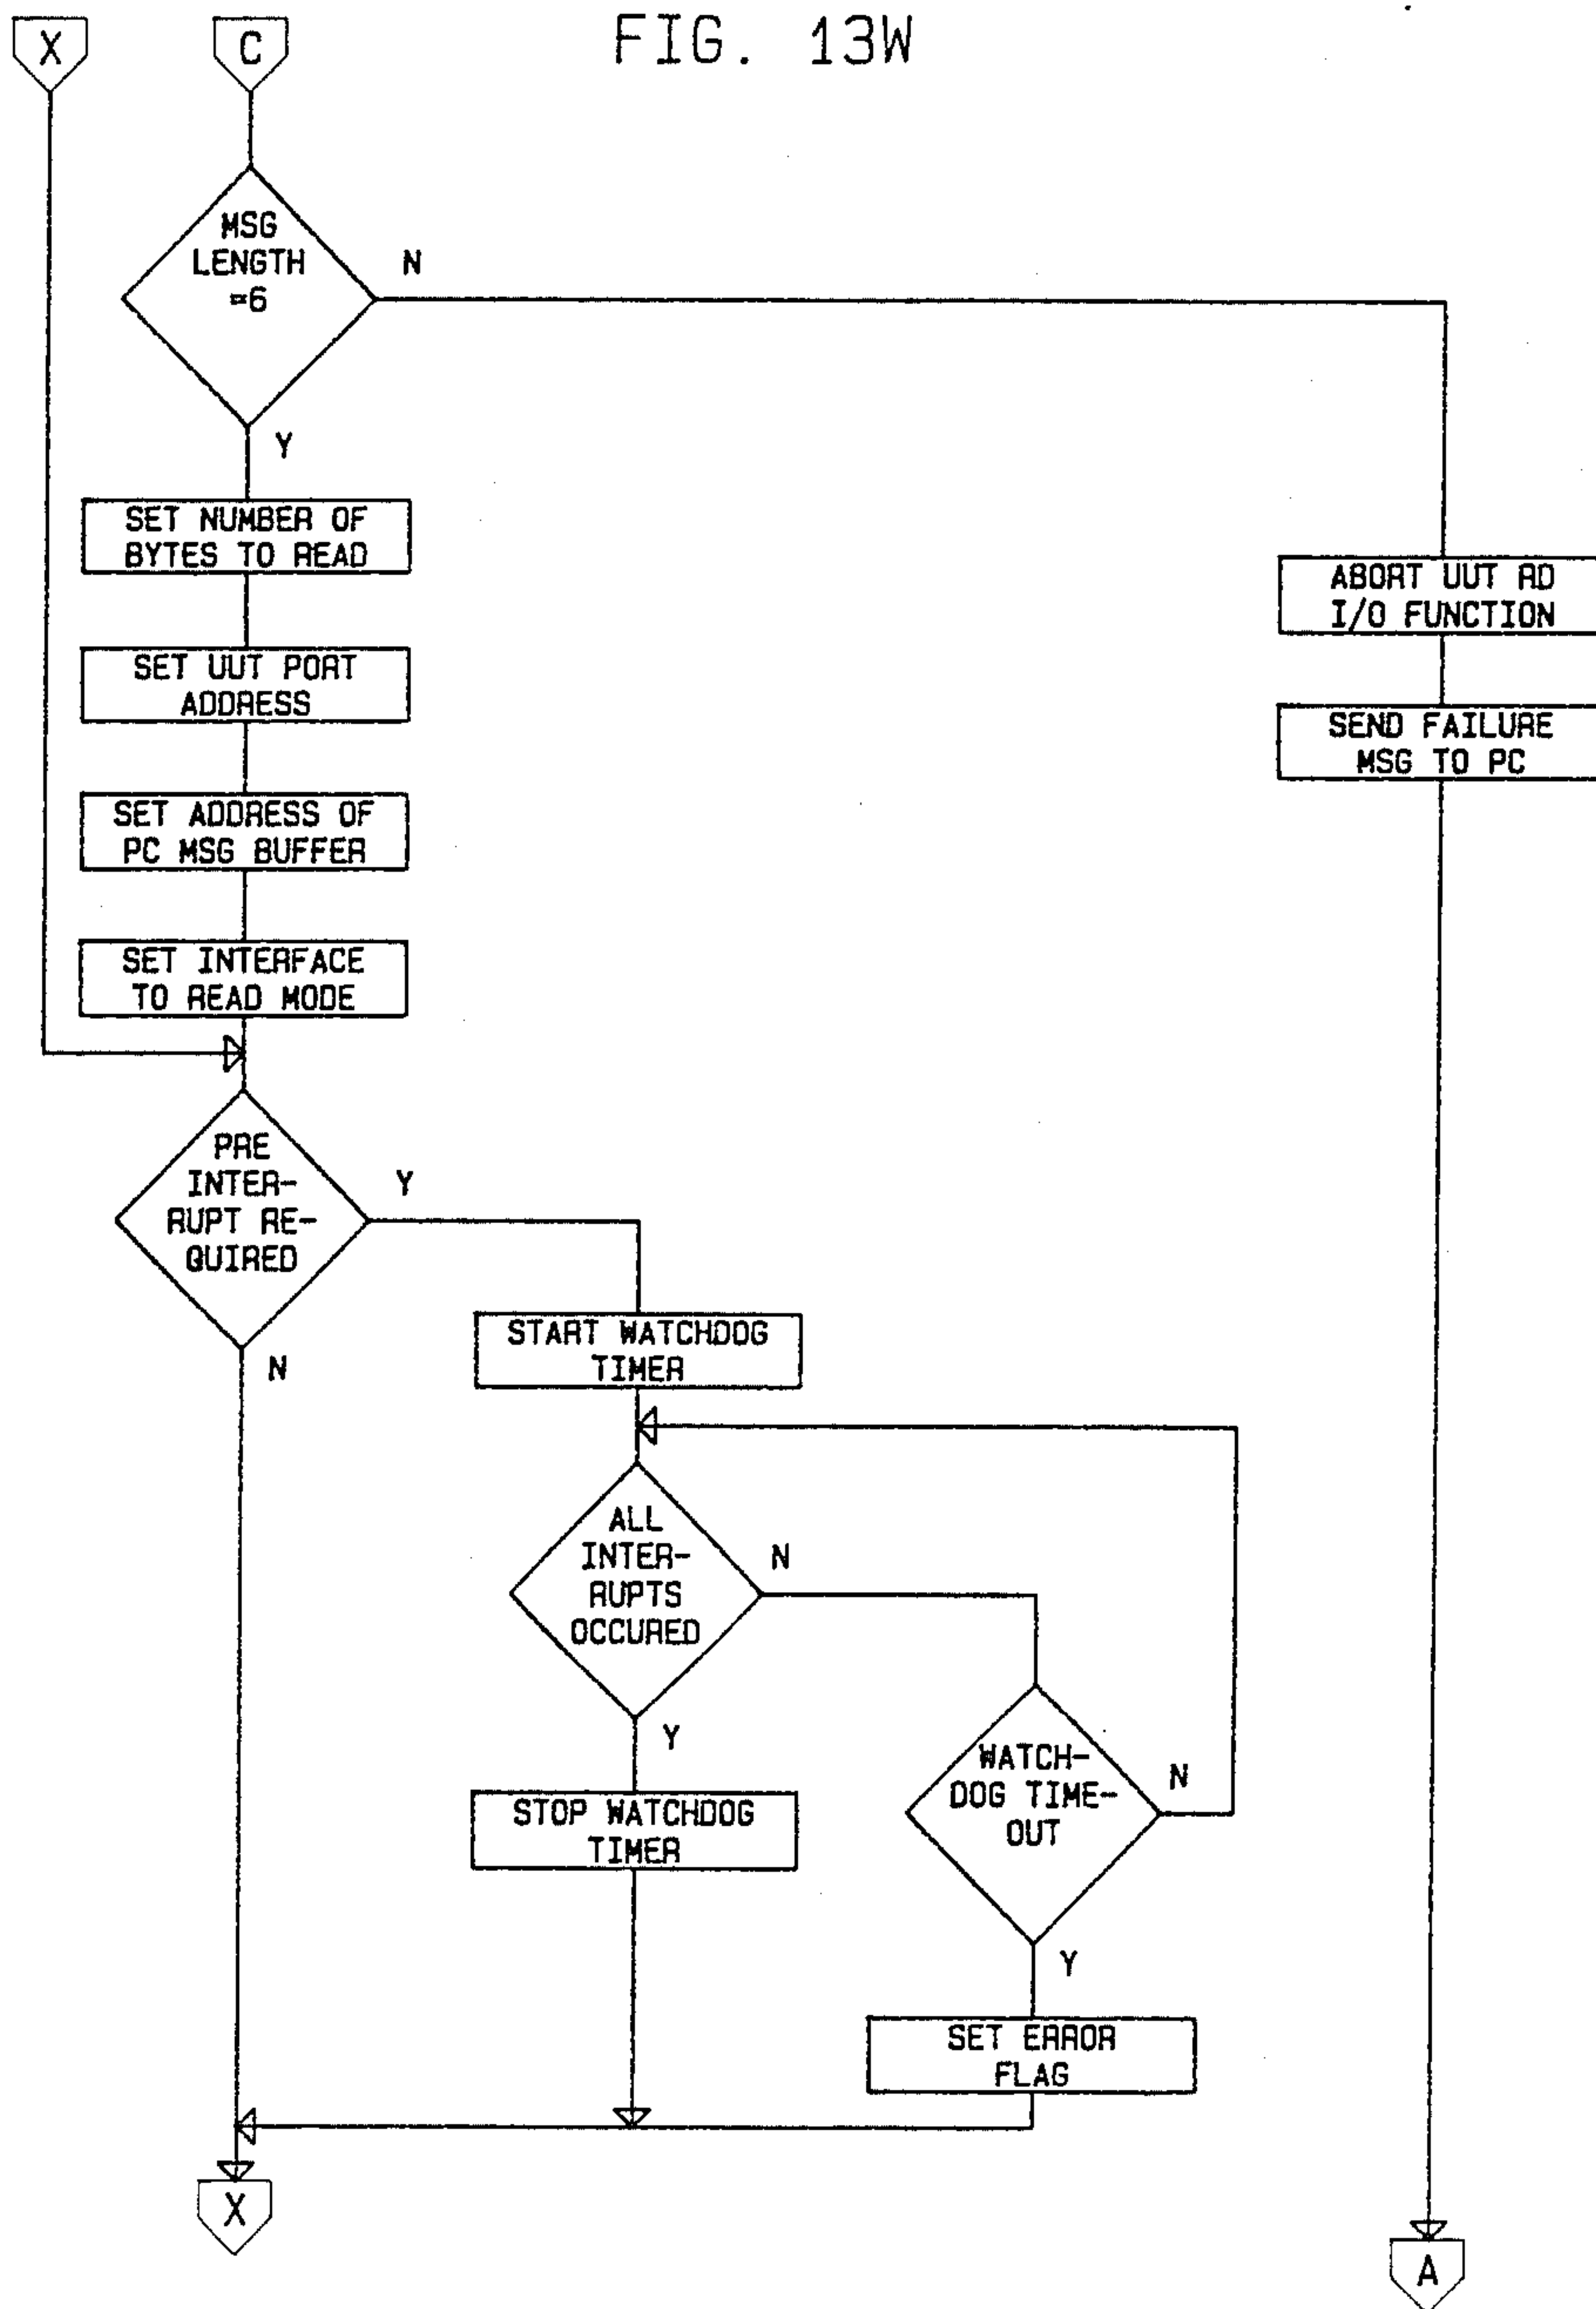 FIG. 13W
X
C
MSG
LENGTH
=6
N
Y
SET NUMBER OF
BYTES TO READ
ABORT UUT RD
I/O FUNCTION
SET UUT PORT
ADDRESS
SEND FAILURE
MSG TO PC
SET ADDRESS OF
PC MSG BUFFER
SET INTERFACE
TO READ MODE
PRE
INTER-
RUPT RE-
QUIRED
Y
N
START WATCHDOG
TIMER
ALL
INTER-
RUPTS
OCCURED
N
Y
WATCH-
DOG TIME-
OUT
N
Y
STOP WATCHDOG
TIMER
SET ERROR
FLAG
X
A